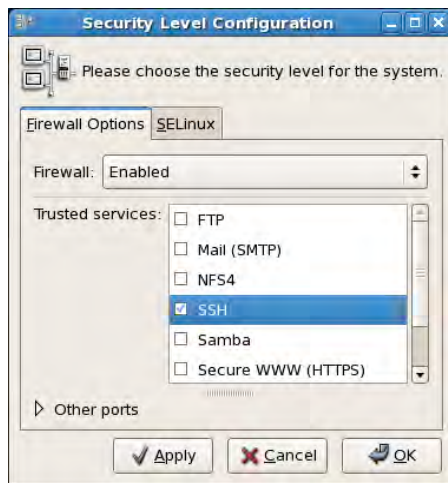 Security Level Configuration
Please choose the security level for the system.
Firewall Options SELinux
Firewall: Enabled
Trusted services:
FTP
Mail (SMTP)
NFS4
SSH
Samba
Secure WWW (HTTPS)
Other ports
Apply Cancel OK